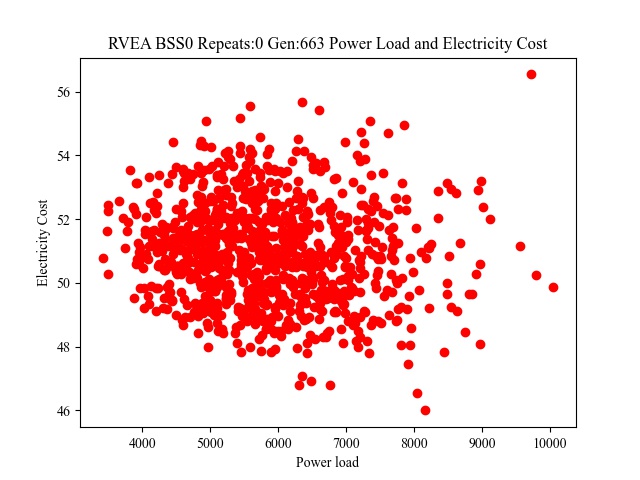 RVEA BSS0 Repeats:0 Gen:663 Power Load and Electricity Cost
56
54
52
50
48
46
Electricity Cost
4000 5000 6000 7000 8000 9000 10000
Power load